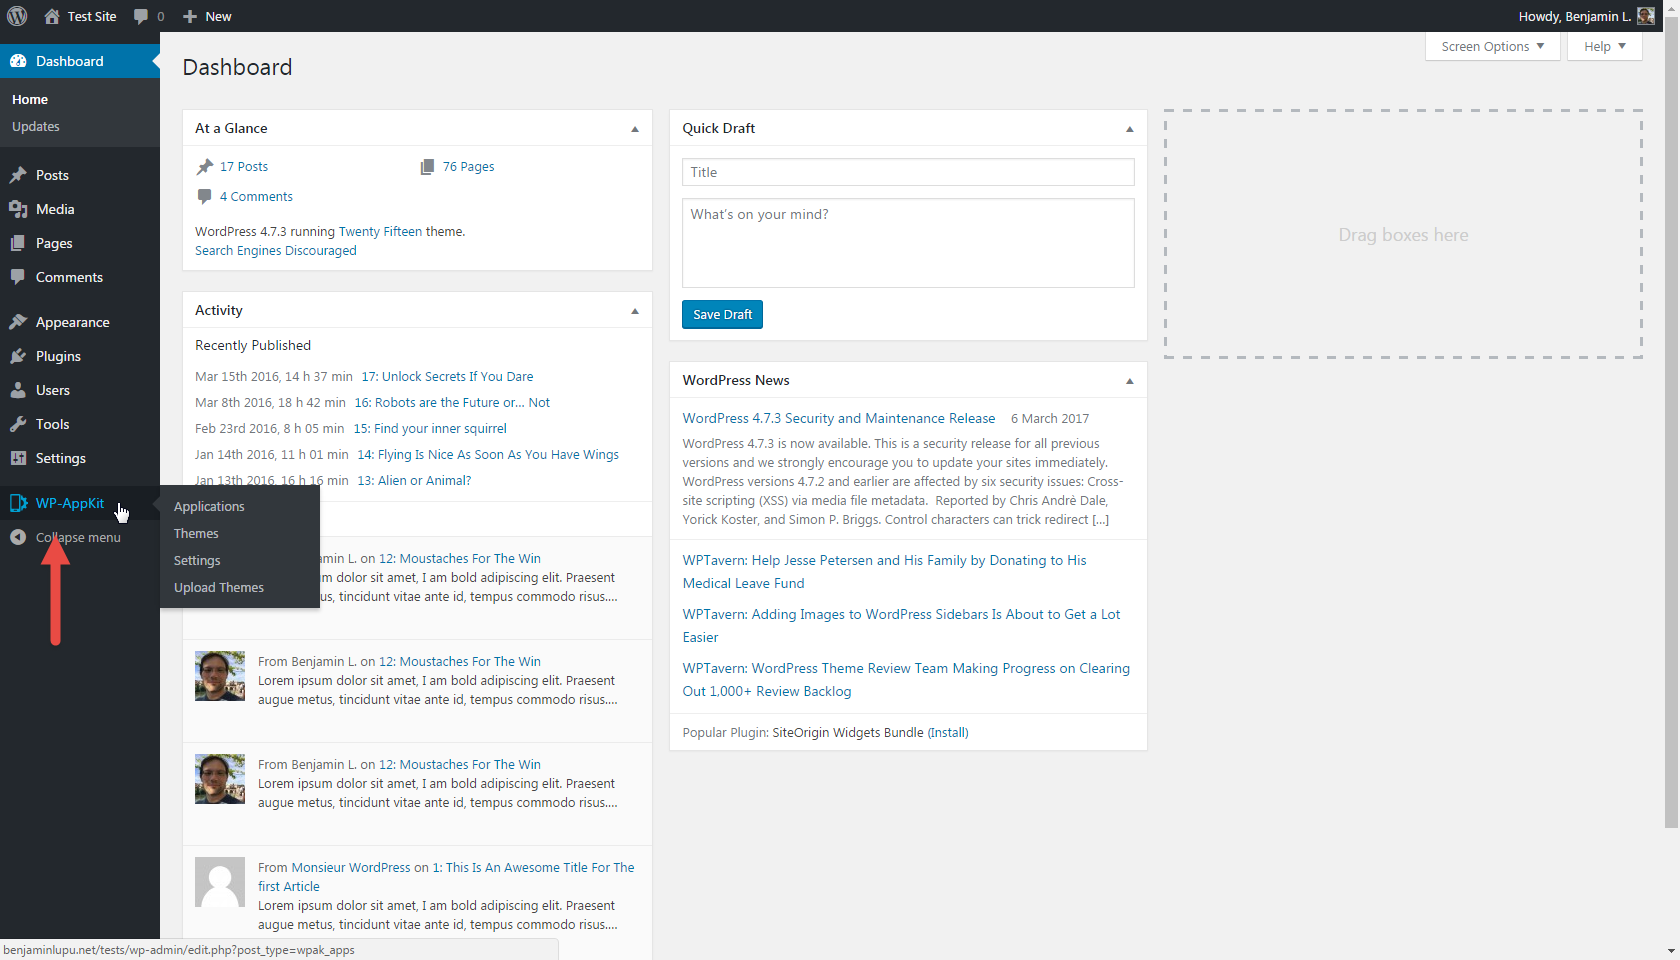 Test Site
0
New
Howdy, Benjamin L.
Screen Options
Help
Dashboard
Home
Updates
Posts
Media
Pages
Comments
Appearance
Plugins
Users
Tools
Settings
WP-AppKit
Collapse menu
Applications
Themes
Settings
Upload Themes
Dashboard
At a Glance
17 Posts
76 Pages
4 Comments
WordPress 4.7.3 running Twenty Fifteen theme.
Search Engines Discouraged
Activity
Recently Published
Mar 15th 2016, 14 h 37 min 17: Unlock Secrets If You Dare
Mar 8th 2016, 18 h 42 min 16: Robots are the Future or… Not
Feb 23rd 2016, 8 h 05 min 15: Find your inner squirrel
Jan 14th 2016, 11 h 01 min 14: Flying Is Nice As Soon As You Have Wings
Jan 13th 2016, 16 h 16 min 13: Alien or Animal?
amin L. on 12: Moustaches For The Win
um dolor sit amet, I am bold adipiscing elit. Praesent
us, tincidunt vitae ante id, tempus commodo risus.…
From Benjamin L. on 12: Moustaches For The Win
Lorem ipsum dolor sit amet, I am bold adipiscing elit. Praesent
augue metus, tincidunt vitae ante id, tempus commodo risus.…
From Benjamin L. on 12: Moustaches For The Win
Lorem ipsum dolor sit amet, I am bold adipiscing elit. Praesent
augue metus, tincidunt vitae ante id, tempus commodo risus.…
From Monsieur WordPress on 1: This Is An Awesome Title For The
first Article
Lorem ipsum dolor sit amet, I am bold adipiscing elit. Praesent
augue metus, tincidunt vitae ante id, tempus commodo risus.…
Quick Draft
Title
What's on your mind?
Save Draft
WordPress News
WordPress 4.7.3 Security and Maintenance Release 6 March 2017
WordPress 4.7.3 is now available. This is a security release for all previous
versions and we strongly encourage you to update your sites immediately.
WordPress versions 4.7.2 and earlier are affected by six security issues: Cross-
site scripting (XSS) via media file metadata. Reported by Chris Andrè Dale,
Yorick Koster, and Simon P. Briggs. Control characters can trick redirect […]
WPTavern: Help Jesse Petersen and His Family by Donating to His
Medical Leave Fund
WPTavern: Adding Images to WordPress Sidebars Is About to Get a Lot
Easier
WPTavern: WordPress Theme Review Team Making Progress on Clearing
Out 1,000+ Review Backlog
Popular Plugin: SiteOrigin Widgets Bundle (Install)
Drag boxes here
benjaminlupu.net/tests/wp-admin/edit.php?post_type=wpak_apps